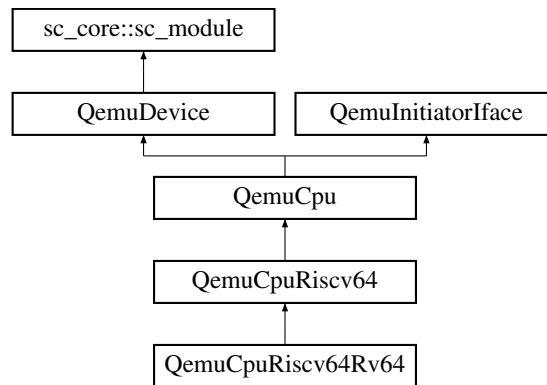 sc_core::sc_module
QemuDevice
QemuInitiatorIface
QemuCpu
QemuCpuRiscv64
QemuCpuRiscv64Rv64